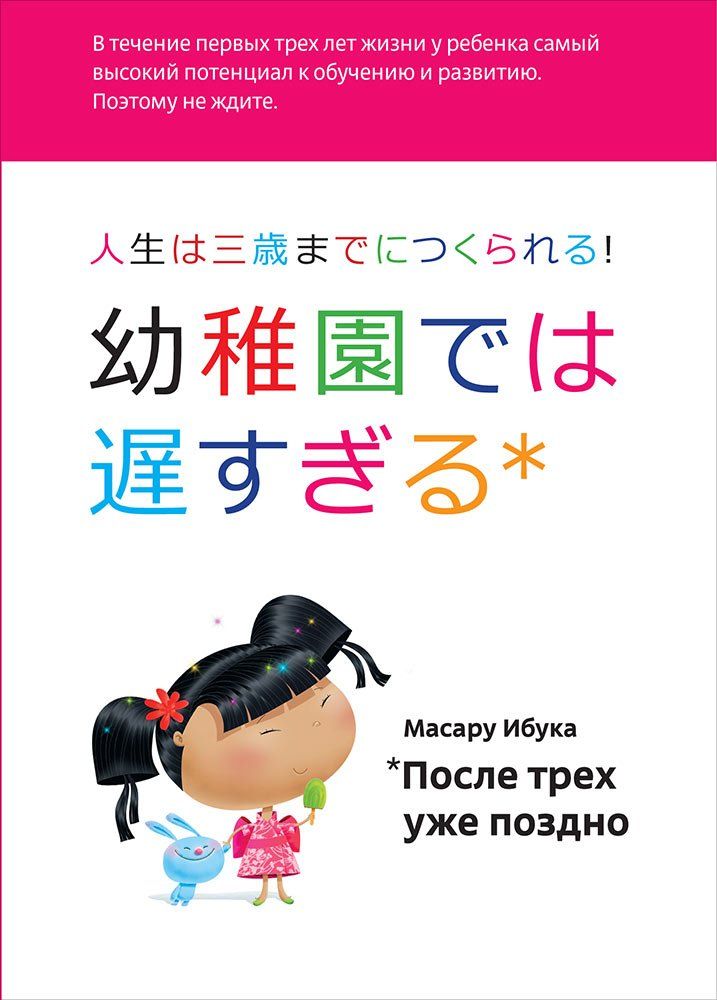 В течение первых трех лет жизни у ребенка самый
высокий потенциал к обучению и развитию.
Поэтому не ждите.
人生は三歳までにつくられる!
幼稚園では
遅すぎる*
Масару Ибука
*После трех
уже поздно